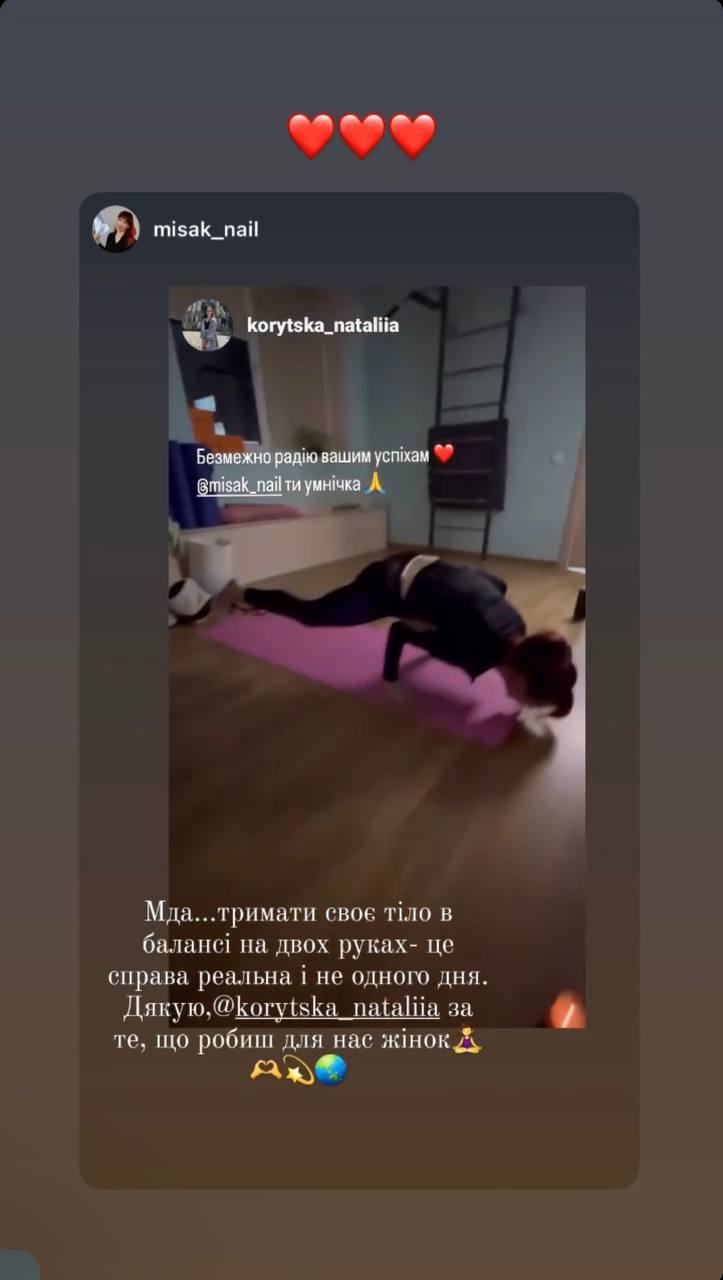 ❤️❤️❤️
misak_nail
korytska_nataliia
Безмежно радію вашим успіхам ❤️
@misak_nail ти умнічка 🙏
Мда...тримати своє тіло в
балансі на двох руках- це
справа реальна і не одного дня.
Дякую,@korytska_nataliia за
те, що робиш для нас жінок🧘‍♀️
🫶💫🌏